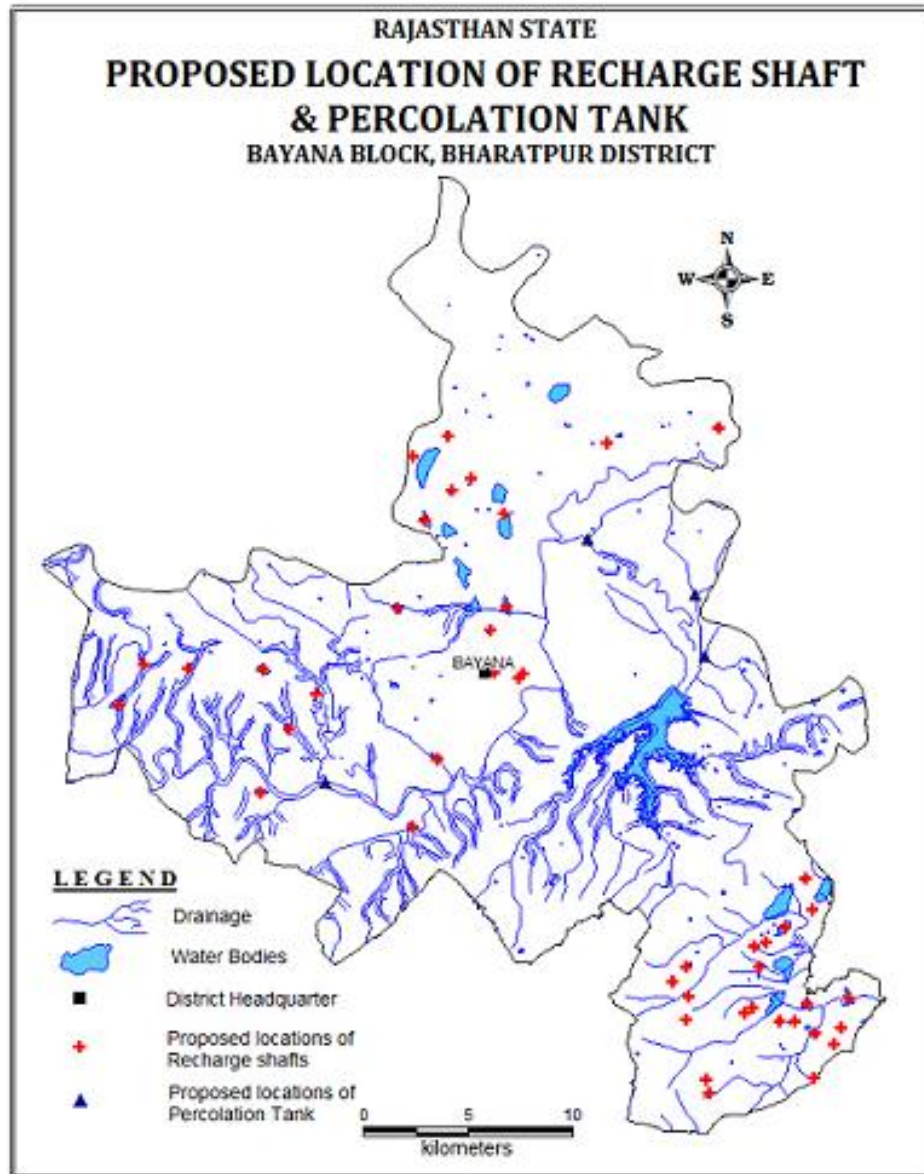 RAJASTHAN STATE
PROPOSED LOCATION OF RECHARGE SHAFT
& PERCOLATION TANK
BAYANA BLOCK, BHARATPUR DISTRICT
N
W E
S
BAYANA
LEGEND
Drainage
Water Bodies
District Headquarter
Proposed locations of
Recharge shafts
Proposed locations of
Percolation Tank
0 5 10
kilometers